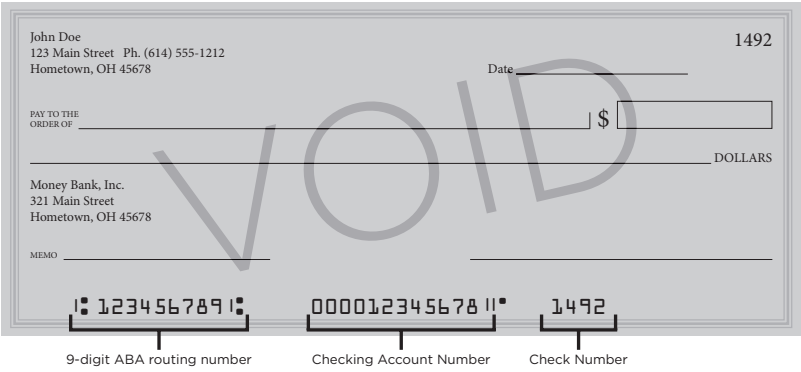 John Doe
1492
123 Main Street Ph. (614) 555-1212
Hometown, OH 45678
Date
PAY TO THE
ORDER OF
$
DOLLARS
VOID
Money Bank, Inc.
321 Main Street
Hometown, OH 45678
MEMO
⑆123456789⑆ 000012345678⑈ 1492
9-digit ABA routing number Checking Account Number Check Number